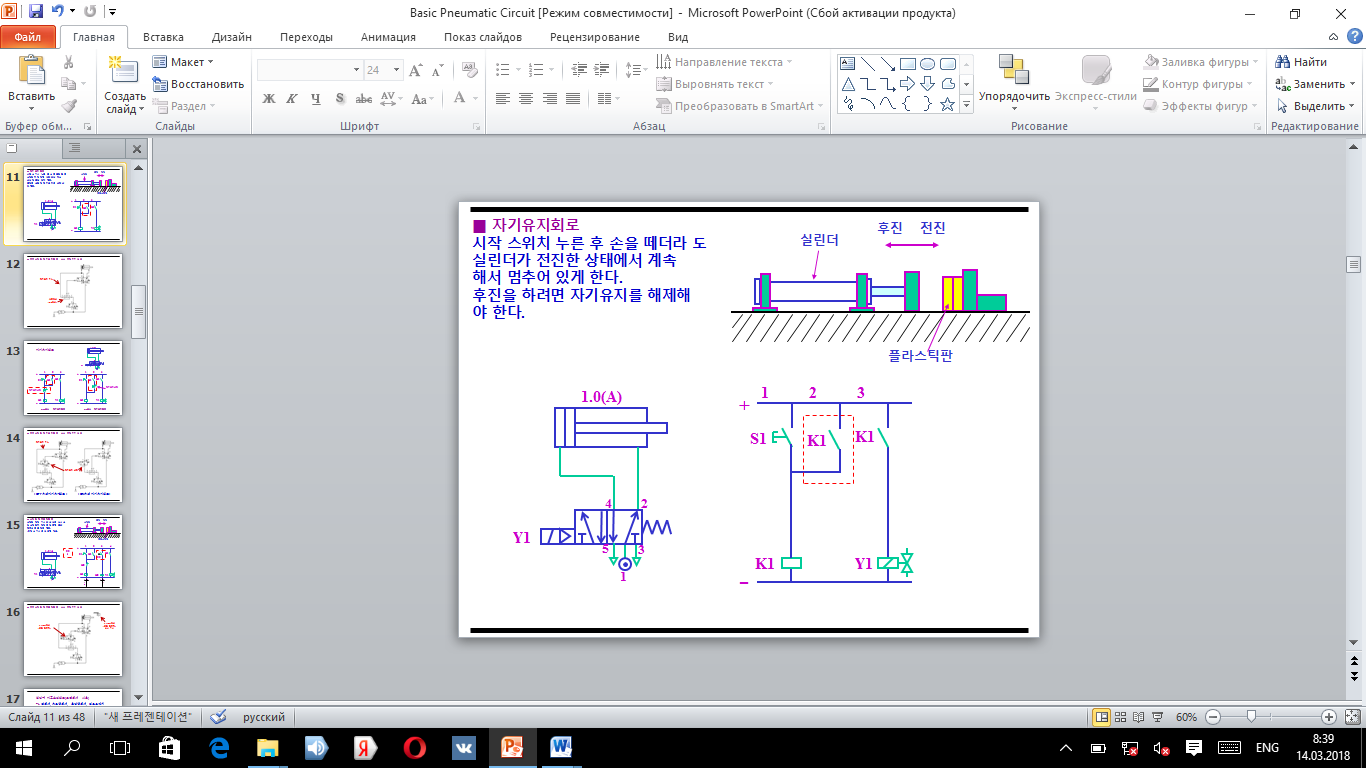 Basic Pneumatic Circuit [Режим совместимости] - Microsoft PowerPoint (Сбой активации продукта)
Файл Главная Вставка Дизайн Переходы Анимация Показ слайдов Рецензирование Вид
Вставить
Буфер обм...
Создать слайд
Макет
Восстановить
Раздел
Слайды
24
Ж К Ч S abc AV Aa А
Шрифт
Направление текста
Выровнять текст
Преобразовать в SmartArt
Абзац
Упорядочить
Экспресс-стили
Заливка фигуры
Контур фигуры
Эффекты фигур
Рисование
Найти
Заменить
Выделить
Редактирование
11
12
13
14
15
16
17
■ 자기유지회로
시작 스위치 누른 후 손을 떼더라 도
실린더가 전진한 상태에서 계속
해서 멈추어 있게 한다.
후진을 하려면 자기유지를 해제해
야 한다.
후진 전진
실린더
플라스틱판
1.0(A)
4 2
Y1
5 3
1
1 2 3
+
S1 K1 K1
K1 Y1
–
Слайд 11 из 48 "새 프레젠테이션" русский
60%
ENG
8:39
14.03.2018